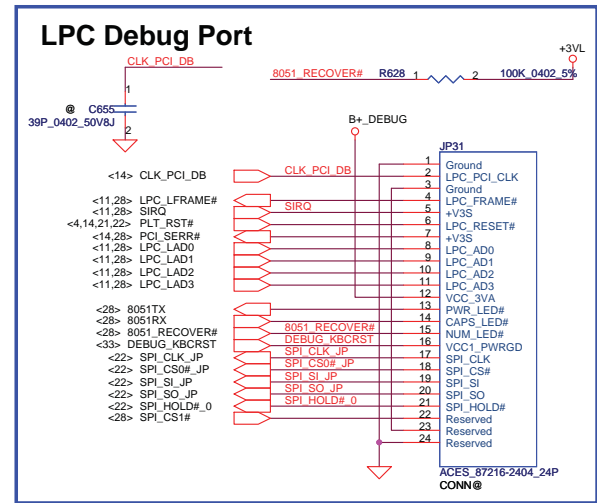 LPC Debug Port
+3VL
CLK_PCI_DB
8051_RECOVER# R628 1 2 100K_0402_5%
1
@ C655
39P_0402_50V8J
2
B+_DEBUG
JP31
<14> CLK_PCI_DB CLK_PCI_DB
<11,28> LPC_LFRAME#
<11,28> SIRQ SIRQ
<4,14,21,22> PLT_RST#
<14,28> PCI_SERR#
<11,28> LPC_LAD0
<11,28> LPC_LAD1
<11,28> LPC_LAD2
<11,28> LPC_LAD3
<28> 8051TX
<28> 8051RX
<28> 8051_RECOVER# 8051_RECOVER#
<33> DEBUG_KBCRST DEBUG_KBCRST
<22> SPI_CLK_JP SPI_CLK_JP
<22> SPI_CS0#_JP SPI_CS0#_JP
<22> SPI_SI_JP SPI_SI_JP
<22> SPI_SO_JP SPI_SO_JP
<22> SPI_HOLD#_0 SPI_HOLD#_0
<28> SPI_CS1#
1 Ground
2 LPC_PCI_CLK
3 Ground
4 LPC_FRAME#
5 +V3S
6 LPC_RESET#
7 +V3S
8 LPC_AD0
9 LPC_AD1
10 LPC_AD2
11 LPC_AD3
12 VCC_3VA
13 PWR_LED#
14 CAPS_LED#
15 NUM_LED#
16 VCC1_PWRGD
17 SPI_CLK
18 SPI_CS#
19 SPI_SI
20 SPI_SO
21 SPI_HOLD#
22 Reserved
23 Reserved
24 Reserved
ACES_87216-2404_24P
CONN@